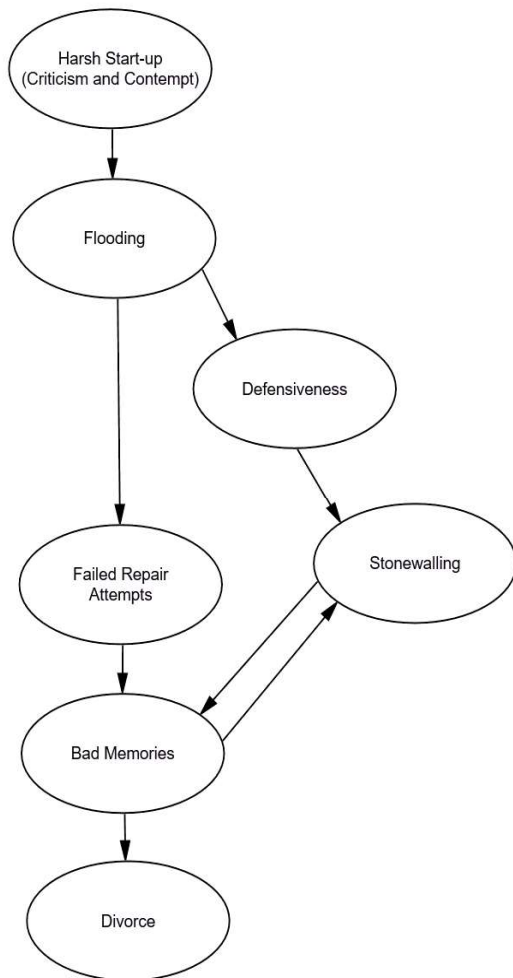 Harsh Start-up
(Criticism and Contempt)
Flooding
Defensiveness
Stonewalling
Failed Repair
Attempts
Bad Memories
Divorce